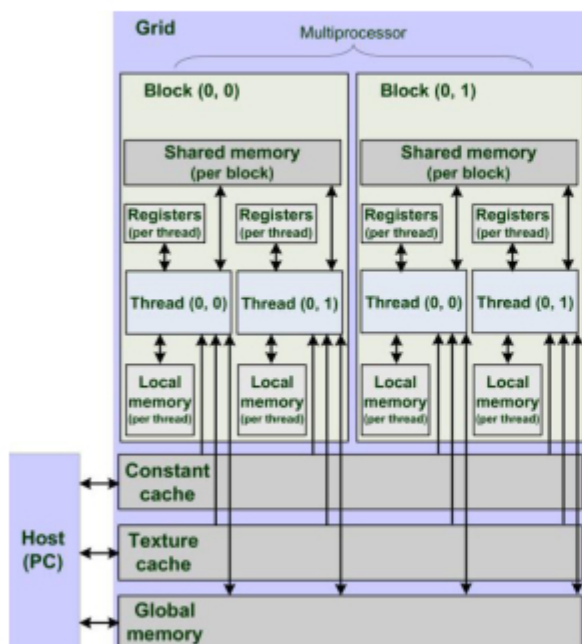 Grid
Multiprocessor
Block (0, 0)
Block (0, 1)
Shared memory
(per block)
Shared memory
(per block)
Registers
(per thread)
Registers
(per thread)
Registers
(per thread)
Registers
(per thread)
Thread (0, 0)
Thread (0, 1)
Thread (0, 0)
Thread (0, 1)
Local
memory
(per thread)
Local
memory
(per thread)
Local
memory
(per thread)
Local
memory
(per thread)
Host
(PC)
Constant
cache
Texture
cache
Global
memory